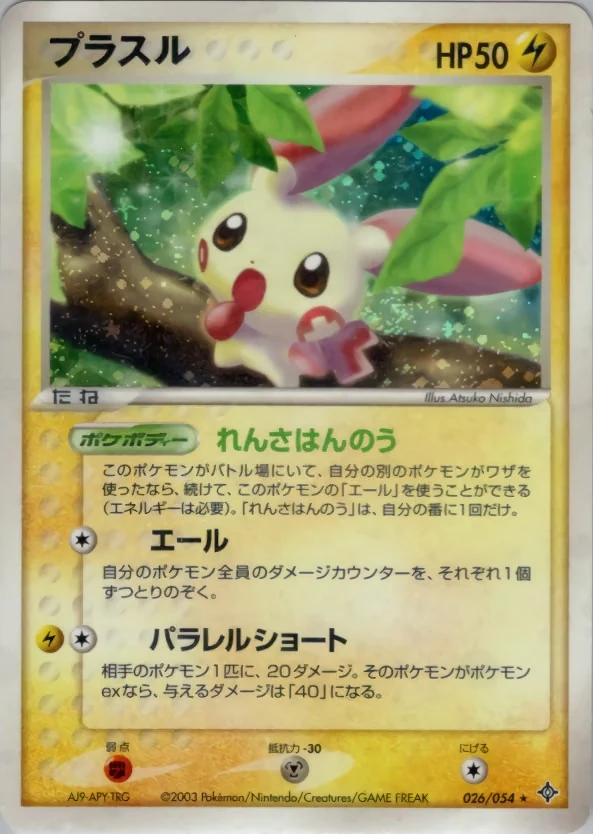 プラスル HP50
たね Illus.Atsuko Nishida
ポケボディー れんさはんのう
このポケモンがバトル場にいて、自分の別のポケモンがワザを
使ったなら、続けて、このポケモンの「エール」を使うことができる
(エネルギーは必要)。「れんさはんのう」は、自分の番に1回だけ。
エール
自分のポケモン全員のダメージカウンターを、それぞれ1個
ずつとりのぞく。
パラレルショート
相手のポケモン1匹に、20ダメージ。そのポケモンがポケモン
exなら、与えるダメージは「40」になる。
弱点 抵抗力 -30 にげる
AJ9-APY-TRG ©2003 Pokémon/Nintendo/Creatures/GAME FREAK 026/054 ★